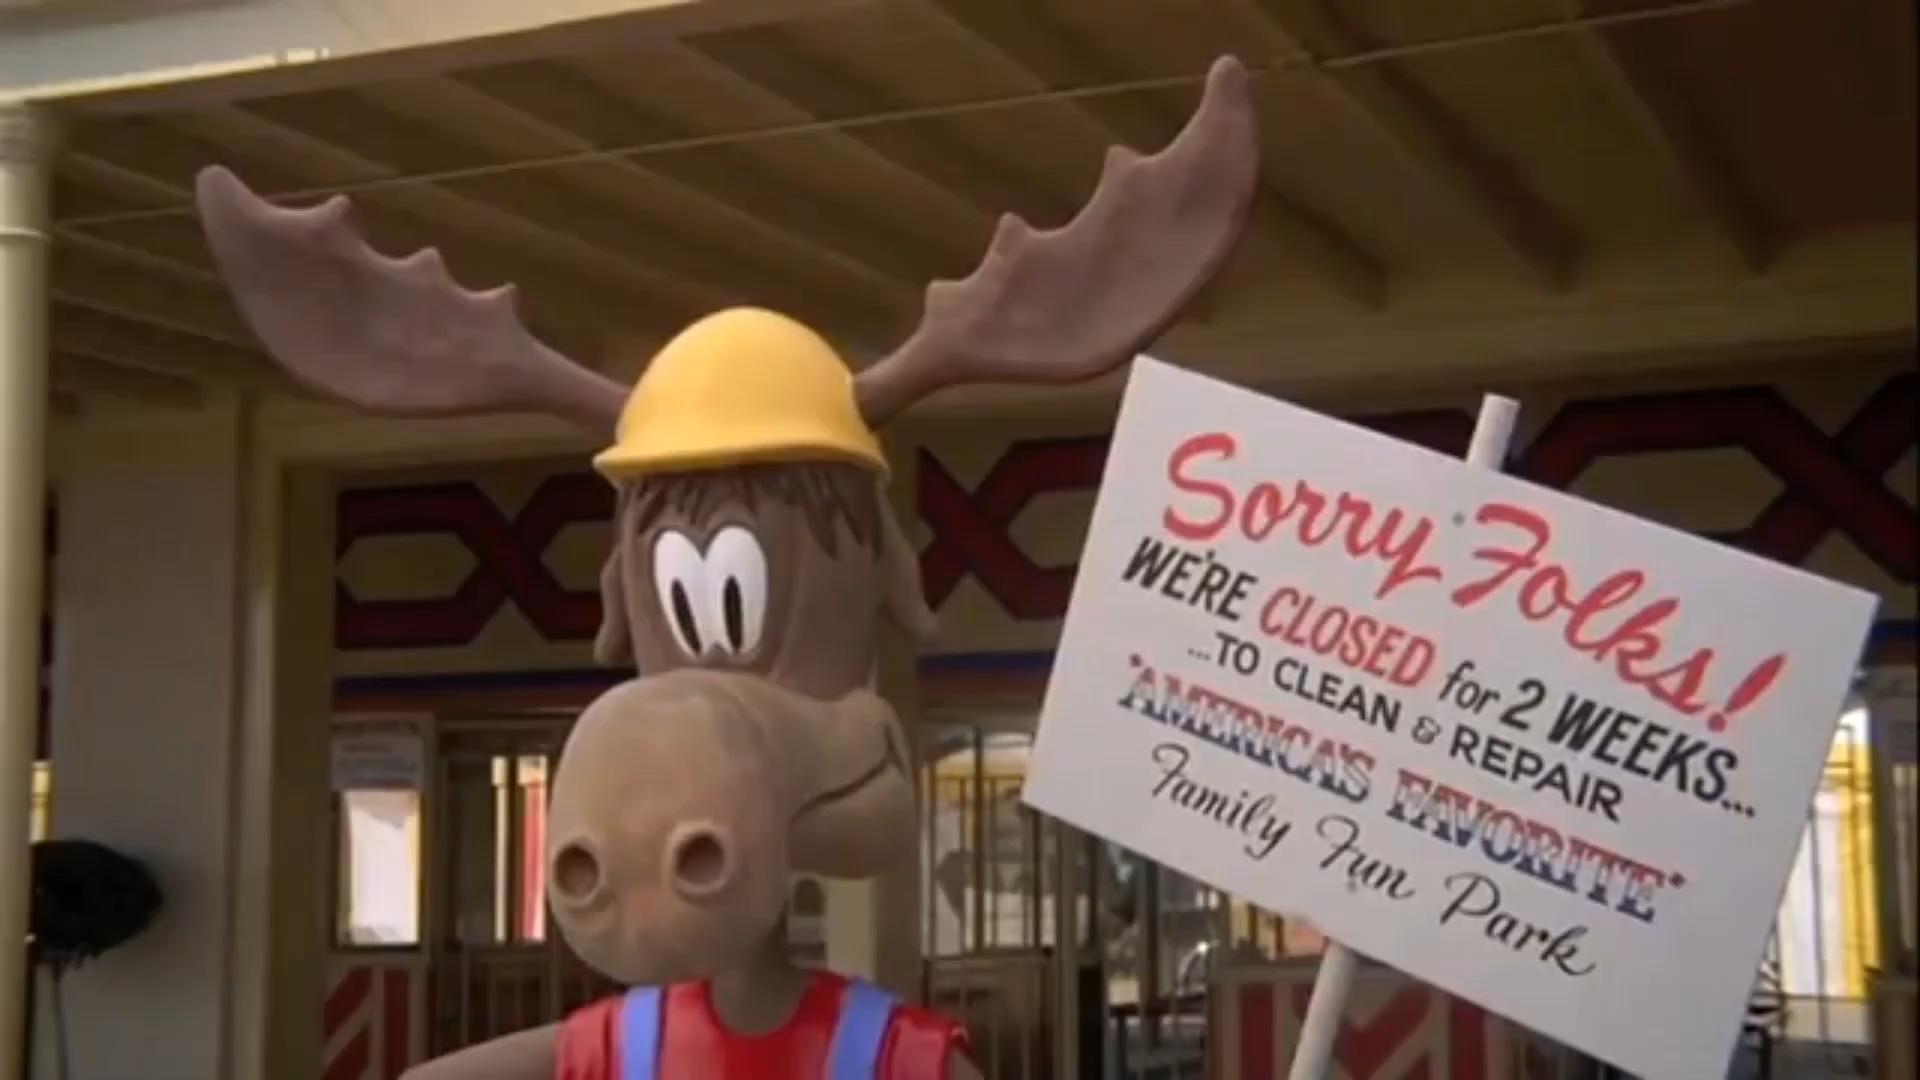 Sorry Folks!
WE'RE CLOSED for 2 WEEKS...
...TO CLEAN & REPAIR
"AMERICA'S FAVORITE"
Family Fun Park